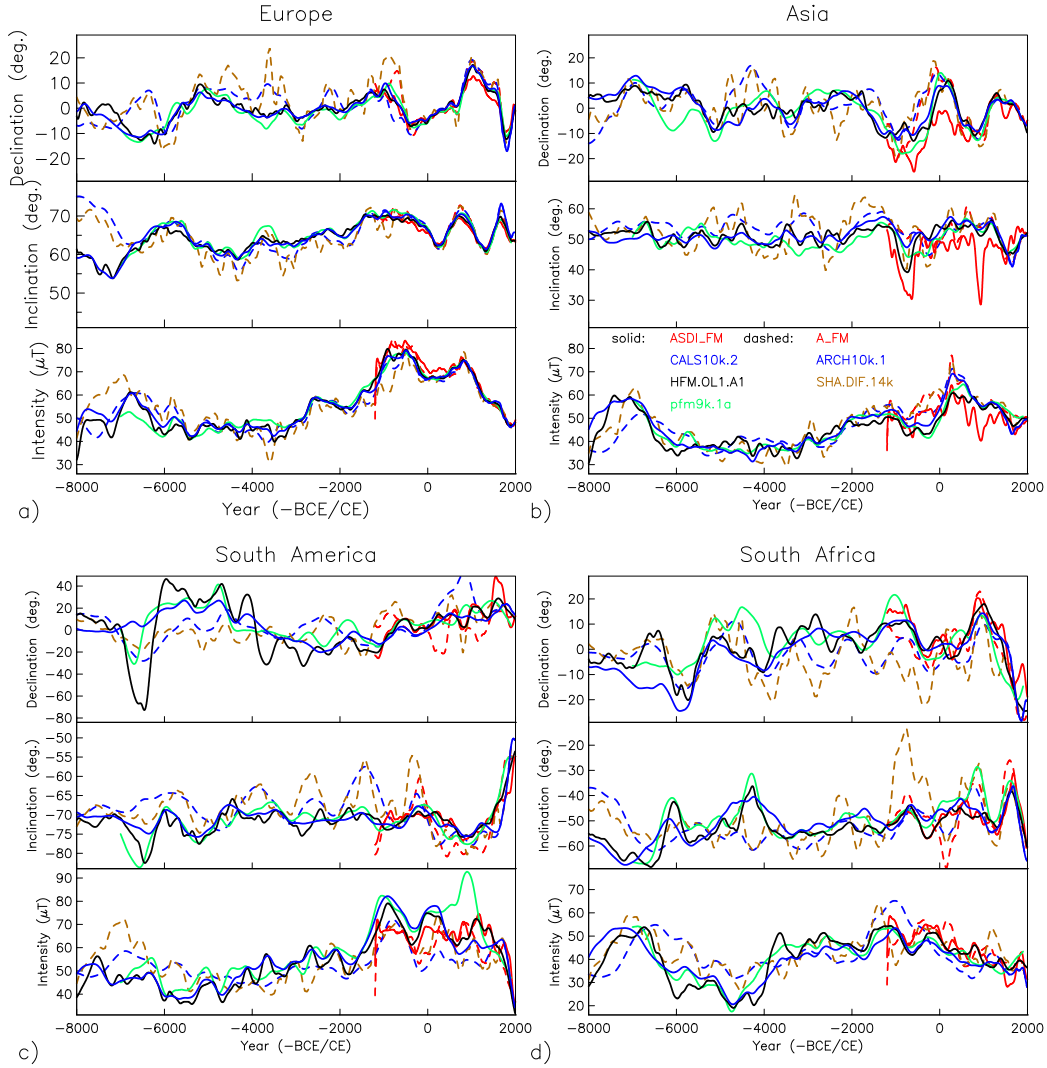 Europe
Declination (deg.)
20
10
0
−10
−20
Inclination (deg.)
70
60
50
Intensity (μT)
80
70
60
50
40
30
−8000 −6000 −4000 −2000 0 2000
Year (−BCE/CE)
a)
Asia
Declination (deg.)
20
10
0
−10
−20
Inclination (deg.)
60
50
40
30
Intensity (μT)
80
70
60
50
40
30
solid: ASDI_FM dashed: A_FM
CALS10k.2 ARCH10k.1
HFM.OL1.A1 SHA.DIF.14k
pfm9k.1a
−8000 −6000 −4000 −2000 0 2000
Year (−BCE/CE)
b)
South America
Declination (deg.)
40
20
0
−20
−40
−60
−80
Inclination (deg.)
−50
−55
−60
−65
−70
−75
−80
Intensity (μT)
90
80
70
60
50
40
−8000 −6000 −4000 −2000 0 2000
Year (−BCE/CE)
c)
South Africa
Declination (deg.)
20
10
0
−10
−20
Inclination (deg.)
−20
−30
−40
−50
−60
Intensity (μT)
60
50
40
30
20
−8000 −6000 −4000 −2000 0 2000
Year (−BCE/CE)
d)